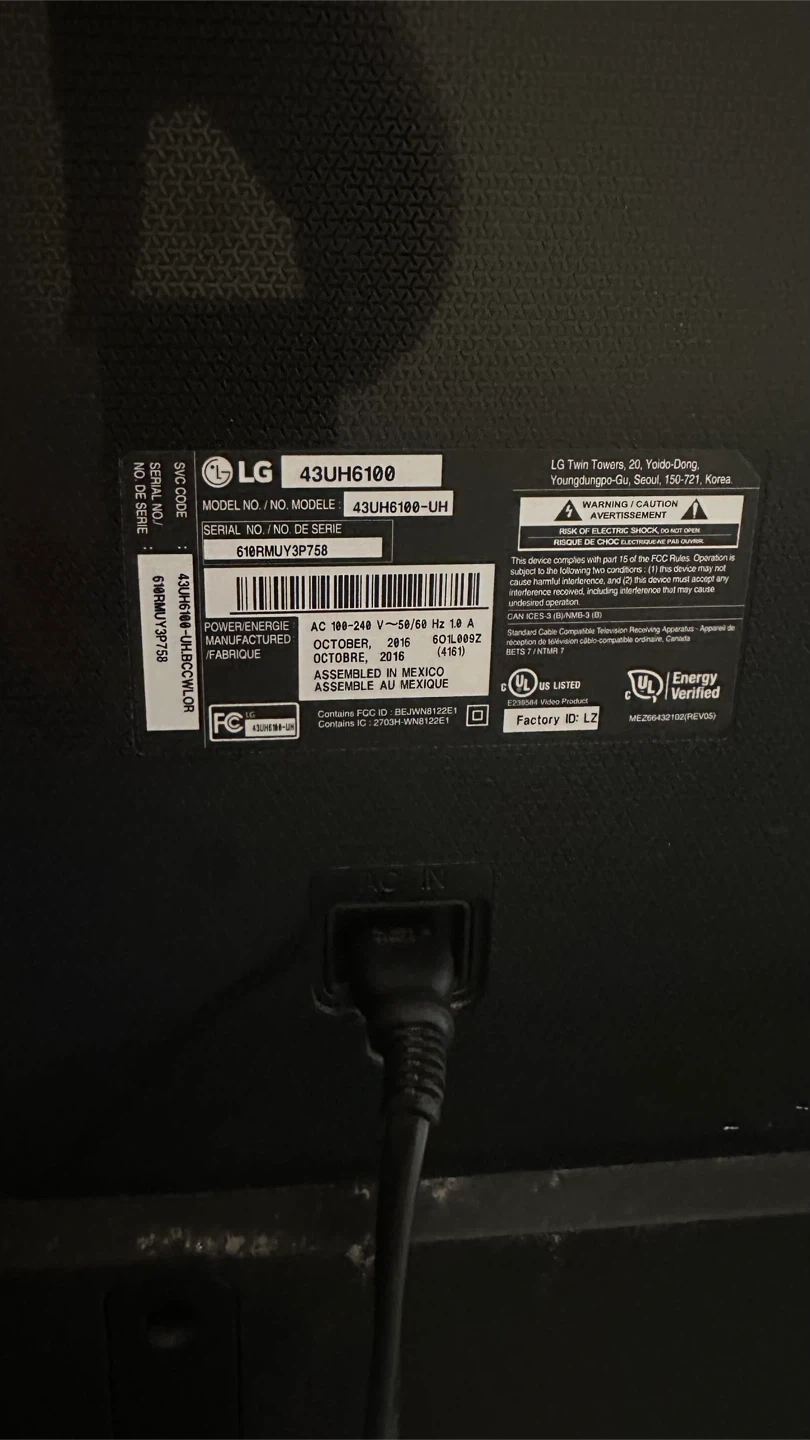 LG 43UH6100
MODEL NO. / NO. MODELE : 43UH6100-UH
SERIAL NO. / NO. DE SERIE
610RMUY3P758
POWER/ENERGIE
MANUFACTURED
/FABRIQUE
AC 100-240 V~50/60 Hz 1.0 A
OCTOBER, 2016 601L009Z
OCTOBRE, 2016 (4161)
ASSEMBLED IN MEXICO
ASSEMBLE AU MEXIQUE
FC LG
43UH6100-UH
Contains FCC ID : BEJWN8122E1
Contains IC : 2703H-WN8122E1
SVC CODE : 43UH6100-UH.BCCWLOR
SERIAL NO./
NO. DE SERIE : 610RMUY3P758
LG Twin Towers, 20, Yoido-Dong,
Youngdungpo-Gu, Seoul, 150-721, Korea.
WARNING / CAUTION
AVERTISSEMENT
RISK OF ELECTRIC SHOCK, DO NOT OPEN.
RISQUE DE CHOC ELECTRIQUE-NE PAS OUVRIR.
This device complies with part 15 of the FCC Rules. Operation is
subject to the following two conditions : (1) this device may not
cause harmful interference, and (2) this device must accept any
interference received, including interference that may cause
undesired operation.
CAN ICES-3 (B)/NMB-3 (B)
Standard Cable Compatible Television Receiving Apparatus - Appareil de
réception de télévision câblo-compatible ordinaire, Canada
BETS 7 / NTMR 7
c UL US LISTED
E239584 Video Product
Factory ID: LZ
c UL Energy
Verified
MEZ66432102(REV05)
AC IN